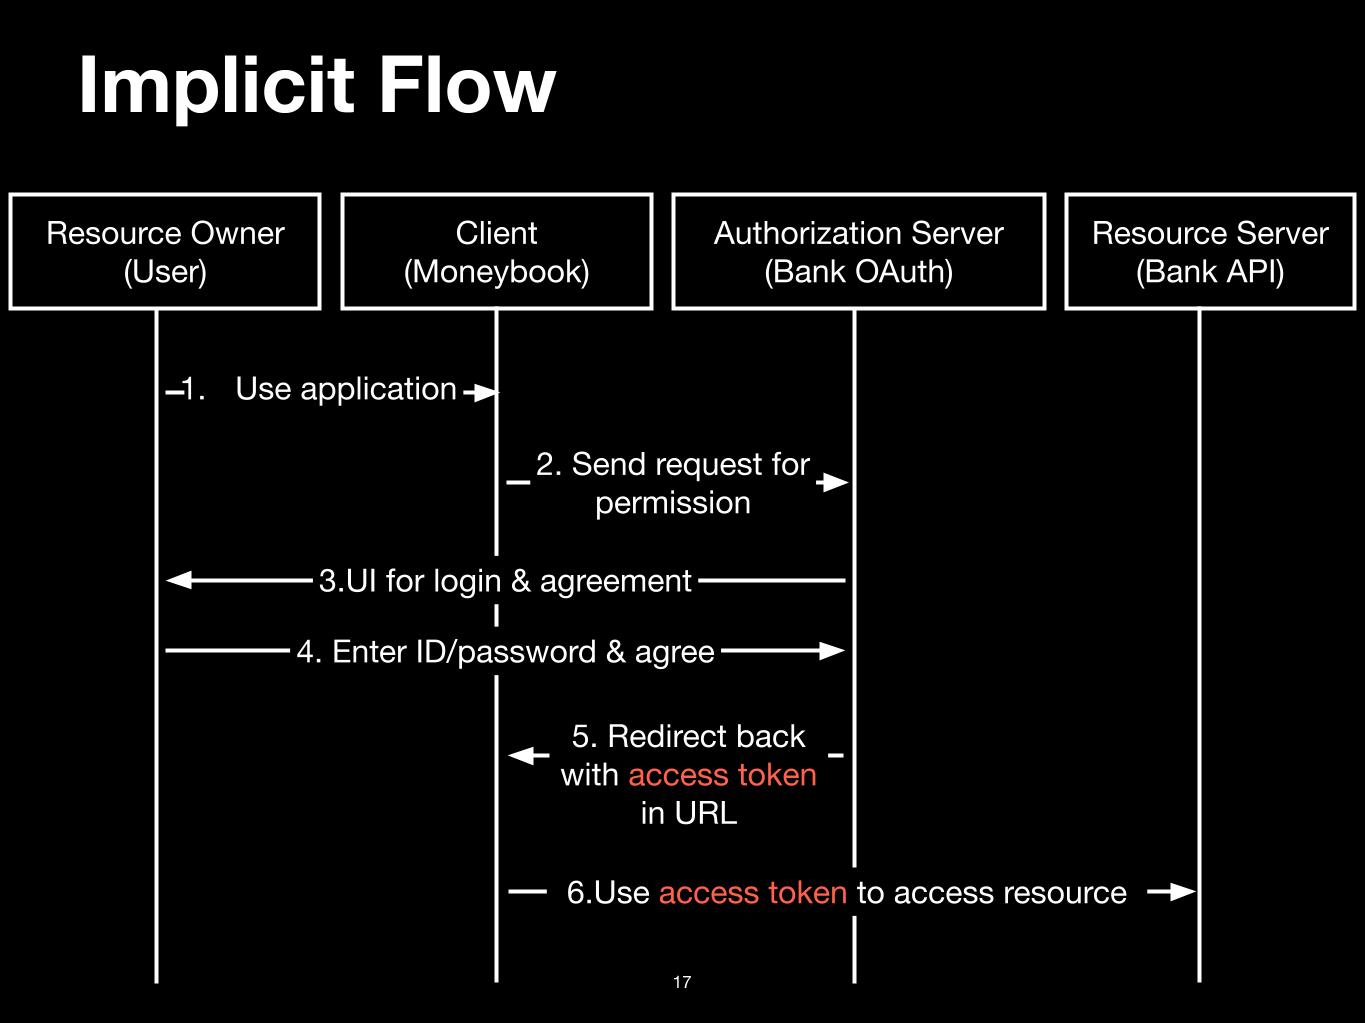 Implicit Flow
Resource Owner
(User)
Client
(Moneybook)
Authorization Server
(Bank OAuth)
Resource Server
(Bank API)
1. Use application
2. Send request for
permission
3.UI for login & agreement
4. Enter ID/password & agree
5. Redirect back
with access token
in URL
6.Use access token to access resource
17